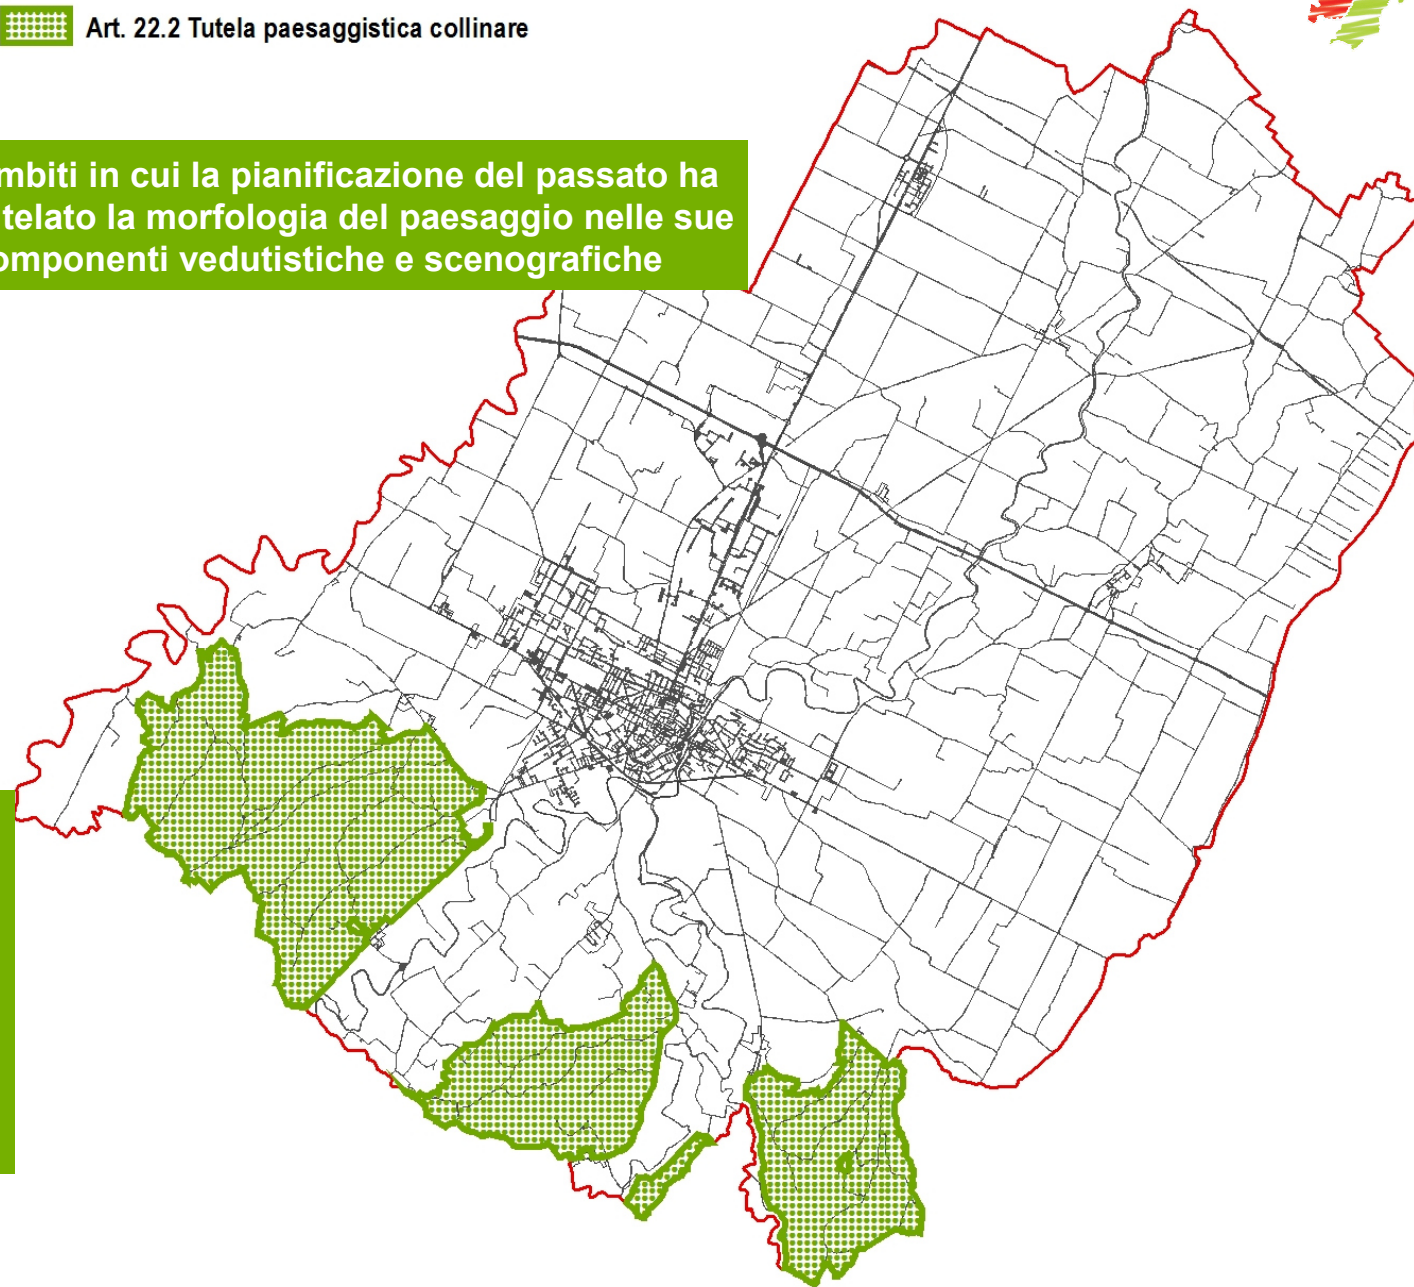 Art. 22.2 Tutela paesaggistica collinare
mbiti in cui la pianificazione del passato ha
telato la morfologia del paesaggio nelle sue
omponenti vedutistiche e scenografiche